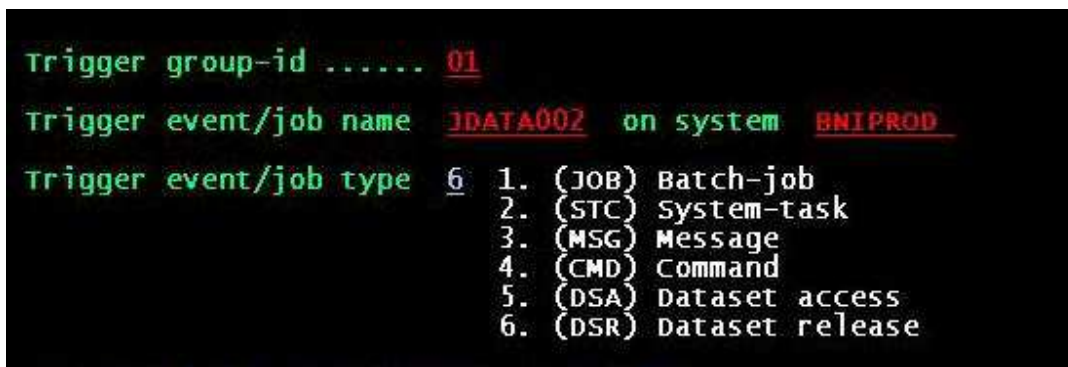 Trigger group-id ...... 01
Trigger event/job name JDATA002 on system BNIPROD
Trigger event/job type 6 1. (JOB) Batch-job
2. (STC) System-task
3. (MSG) Message
4. (CMD) Command
5. (DSA) Dataset access
6. (DSR) Dataset release